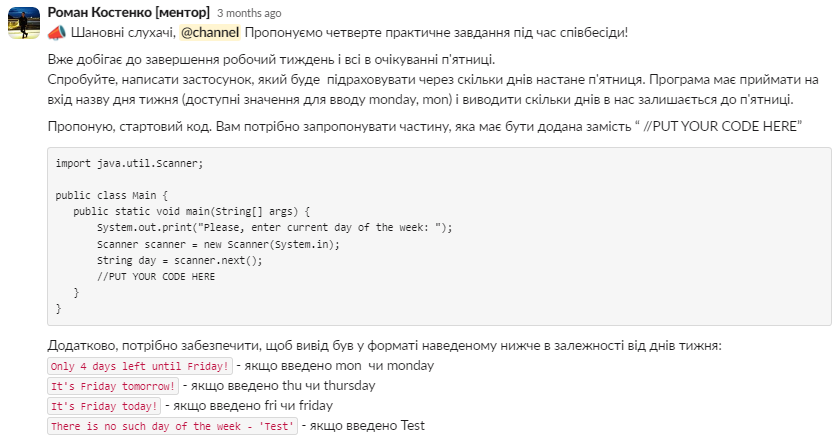 Роман Костенко [ментор] 3 months ago
Шановні слухачі, @channel Пропонуємо четверте практичне завдання під час співбесіди!
Вже добігає до завершення робочий тиждень і всі в очікуванні п'ятниці.
Спробуйте, написати застосунок, який буде підраховувати через скільки днів настане п'ятниця. Програма має приймати на
вхід назву дня тижня (доступні значення для вводу monday, mon) і виводити скільки днів в нас залишається до п'ятниці.
Пропоную, стартовий код. Вам потрібно запропонувати частину, яка має бути додана замість “ //PUT YOUR CODE HERE”
import java.util.Scanner;
public class Main {
public static void main(String[] args) {
System.out.print("Please, enter current day of the week: ");
Scanner scanner = new Scanner(System.in);
String day = scanner.next();
//PUT YOUR CODE HERE
}
}
Додатково, потрібно забезпечити, щоб вивід був у форматі наведеному нижче в залежності від днів тижня:
Only 4 days left until Friday! - якщо введено mon чи monday
It's Friday tomorrow! - якщо введено thu чи thursday
It's Friday today! - якщо введено fri чи friday
There is no such day of the week - 'Test' - якщо введено Test